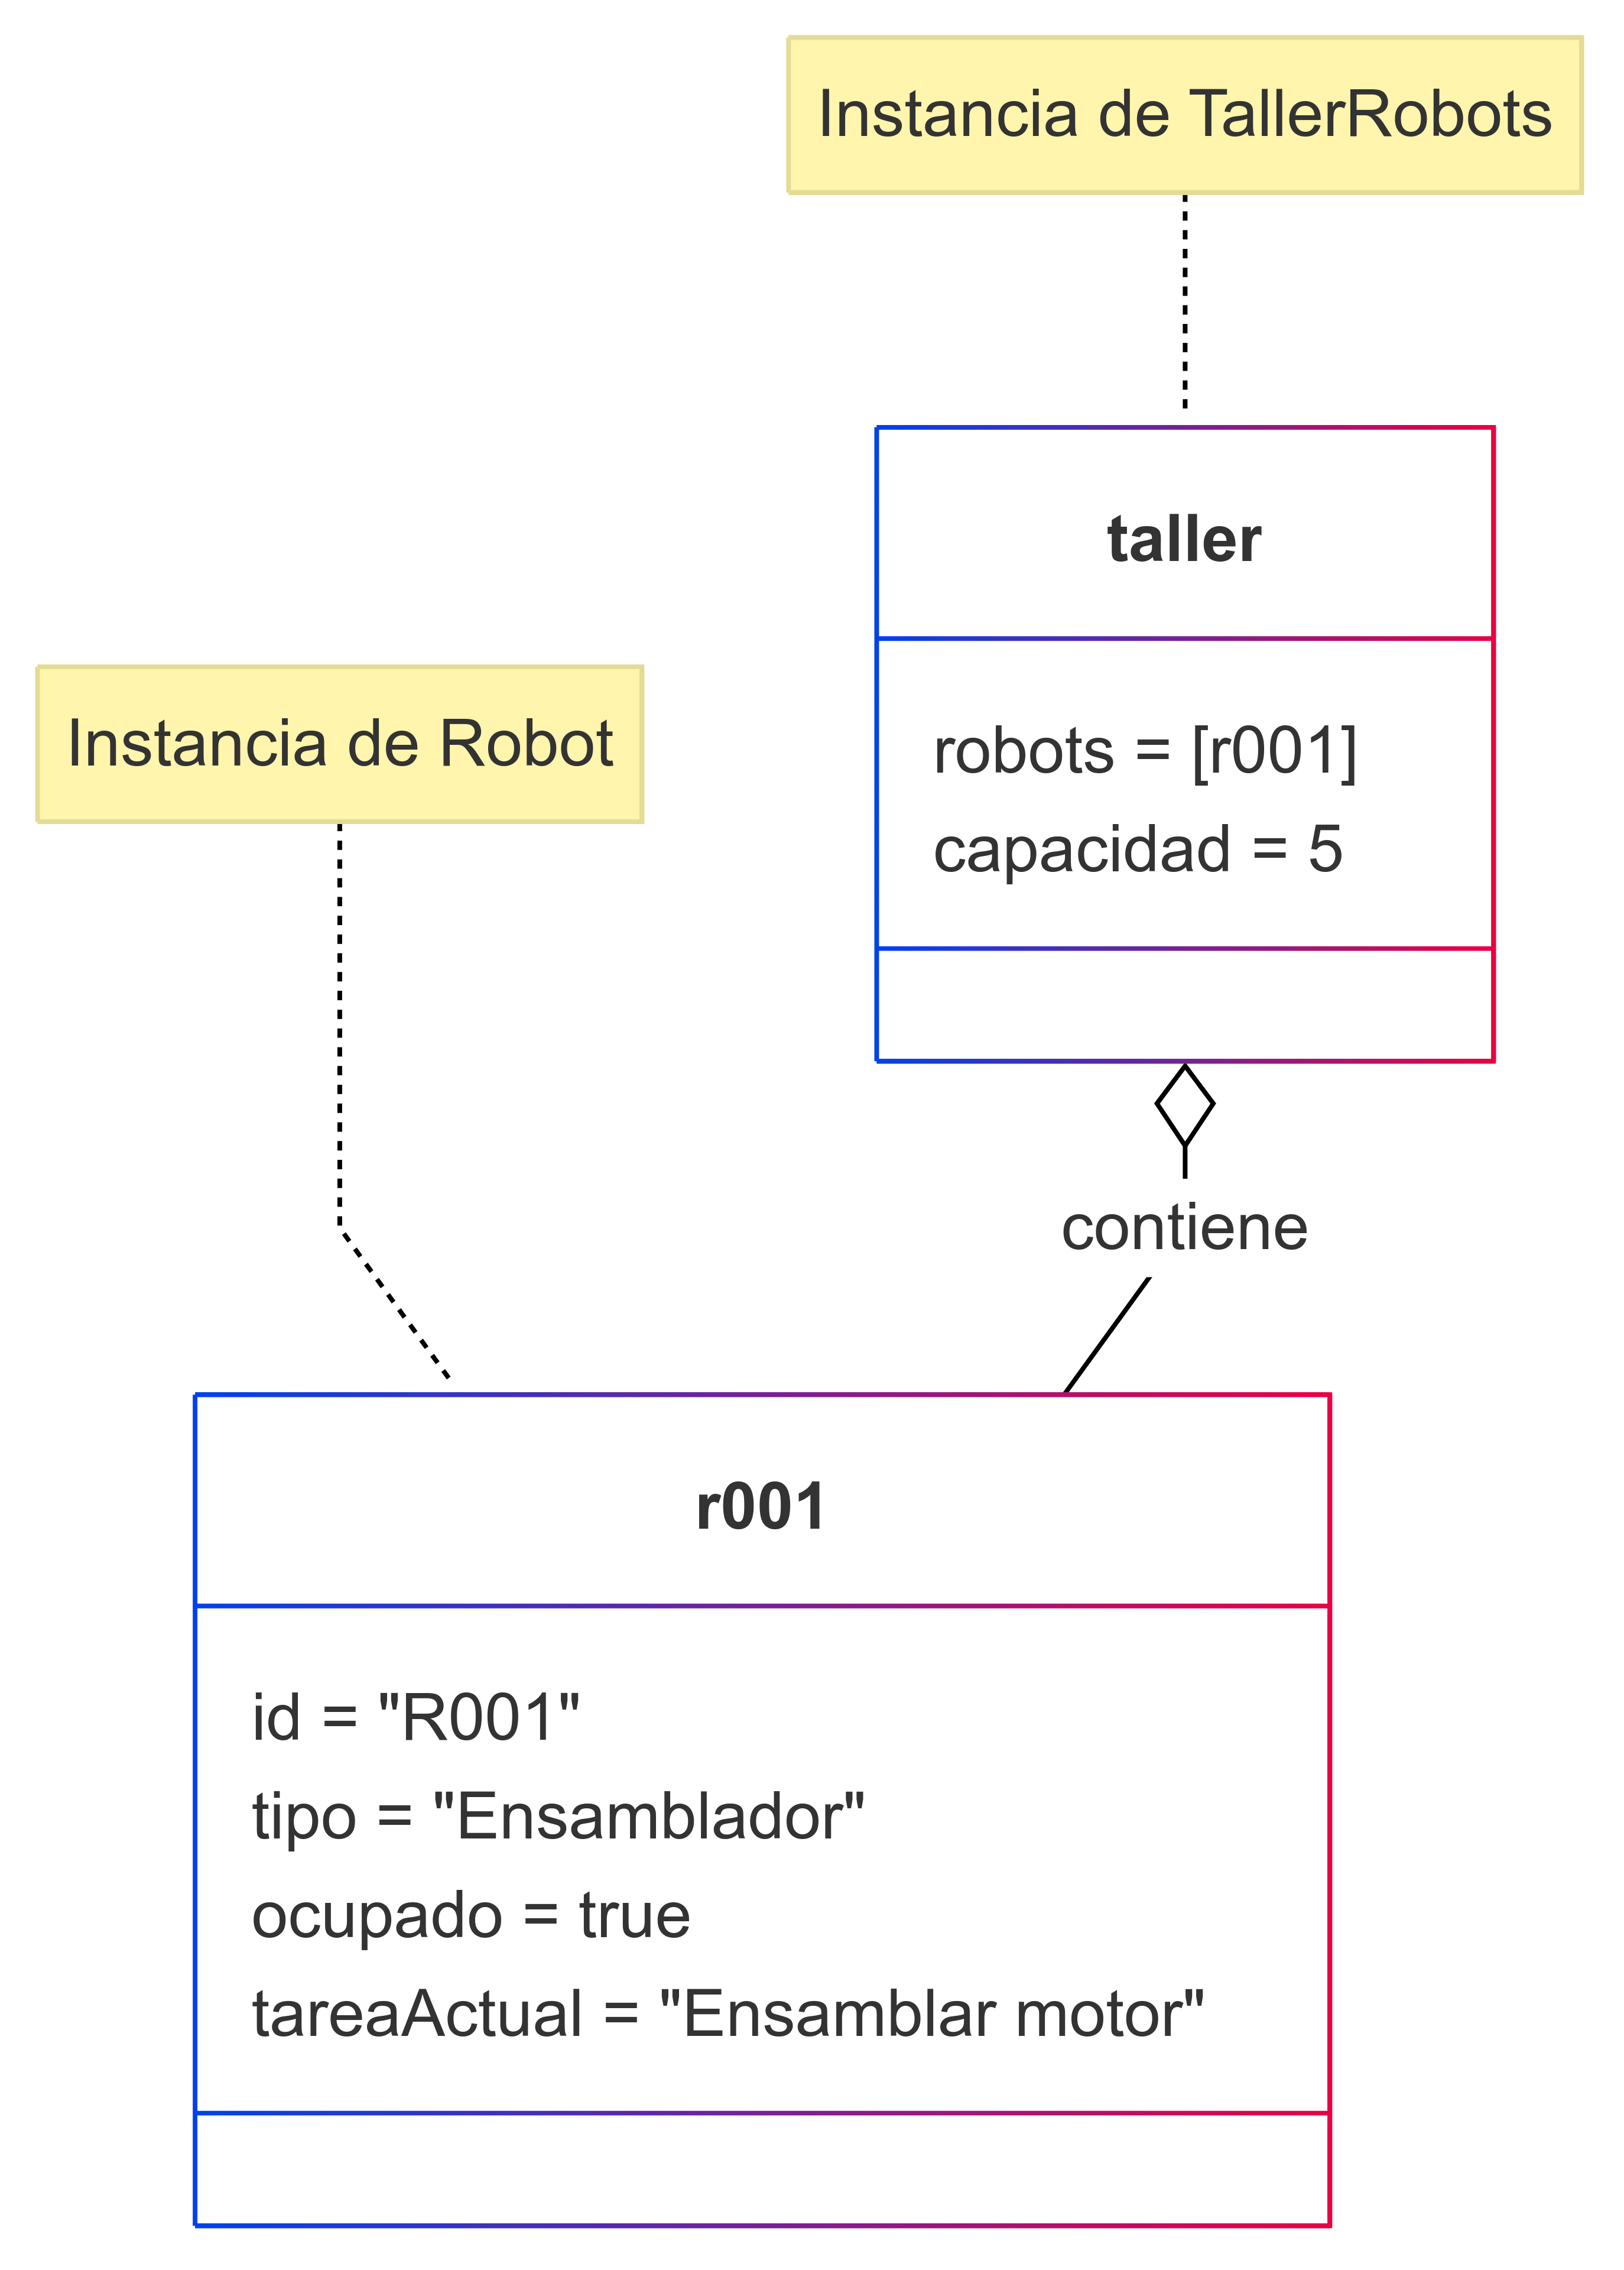 Instancia de TallerRobots
taller
robots = [r001]
capacidad = 5
Instancia de Robot
contiene
r001
id = "R001"
tipo = "Ensamblador"
ocupado = true
tareaActual = "Ensamblar motor"